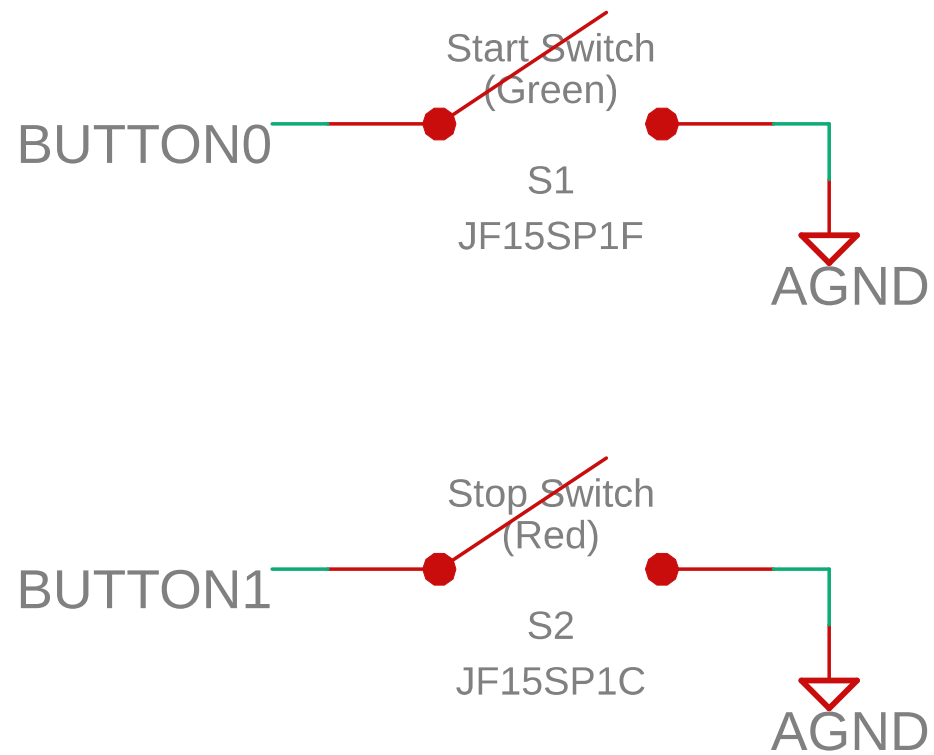 Start Switch
(Green)
BUTTON0
S1
JF15SP1F
AGND
Stop Switch
(Red)
BUTTON1
S2
JF15SP1C
AGND